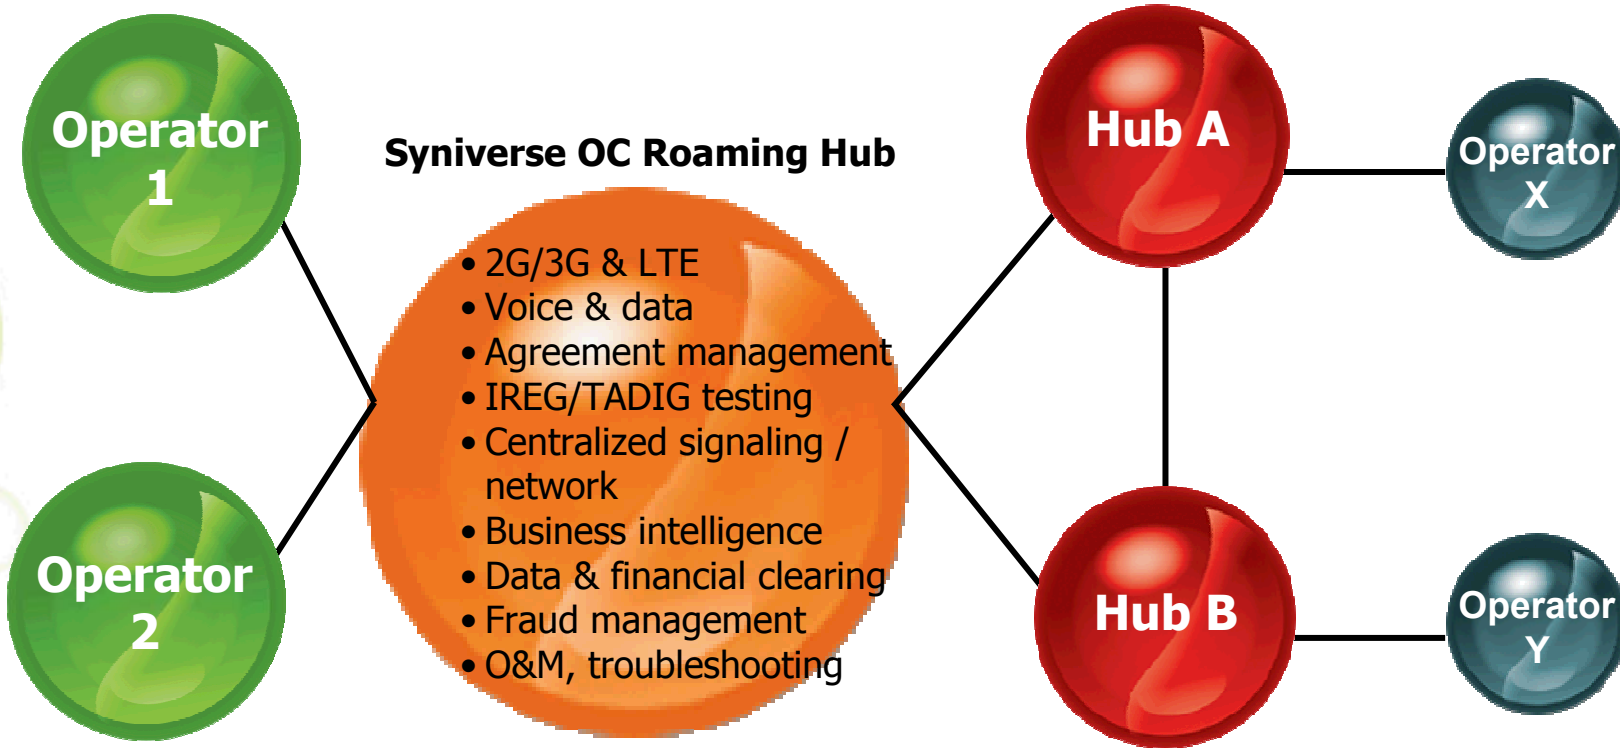 Operator
1
Syniverse OC Roaming Hub
• 2G/3G & LTE
• Voice & data
• Agreement management
• IREG/TADIG testing
• Centralized signaling /
network
• Business intelligence
• Data & financial clearing
• Fraud management
• O&M, troubleshooting
Operator
2
Hub A
Hub B
Operator
X
Operator
Y